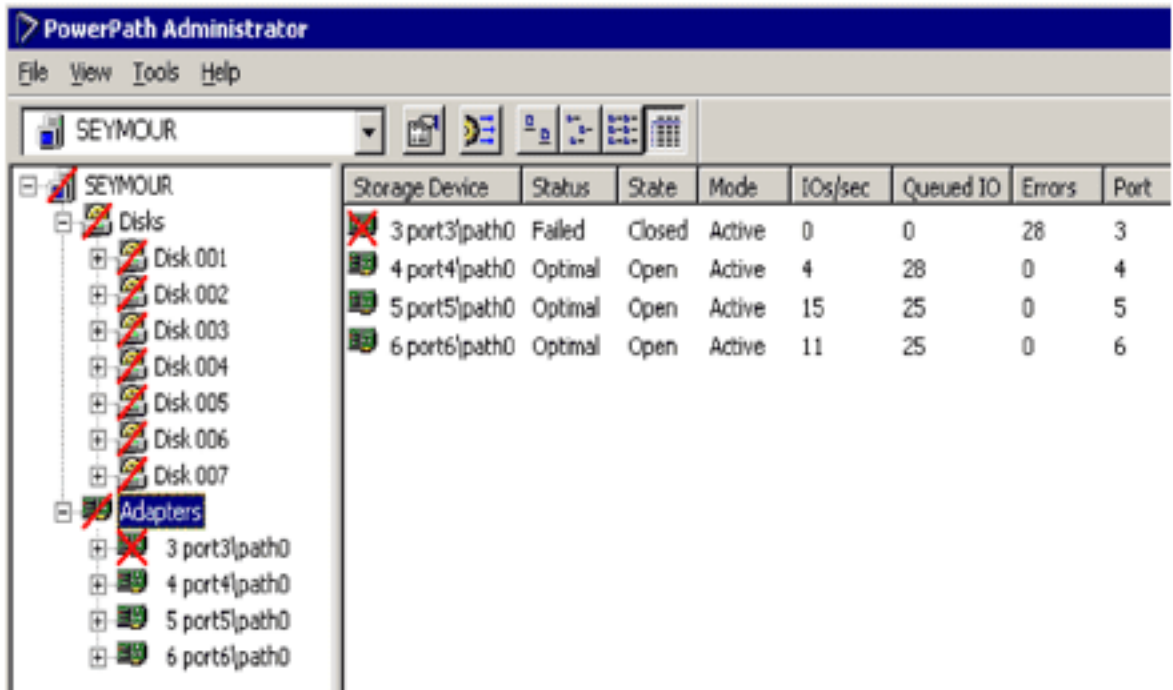 PowerPath Administrator
File View Tools Help
SEYMOUR
SEYMOUR
Disks
Disk 001
Disk 002
Disk 003
Disk 004
Disk 005
Disk 006
Disk 007
Adapters
3 port3\path0
4 port4\path0
5 port5\path0
6 port6\path0
Storage Device Status State Mode IOs/sec Queued IO Errors Port
3 port3\path0 Failed Closed Active 0 0 28 3
4 port4\path0 Optimal Open Active 4 28 0 4
5 port5\path0 Optimal Open Active 15 25 0 5
6 port6\path0 Optimal Open Active 11 25 0 6